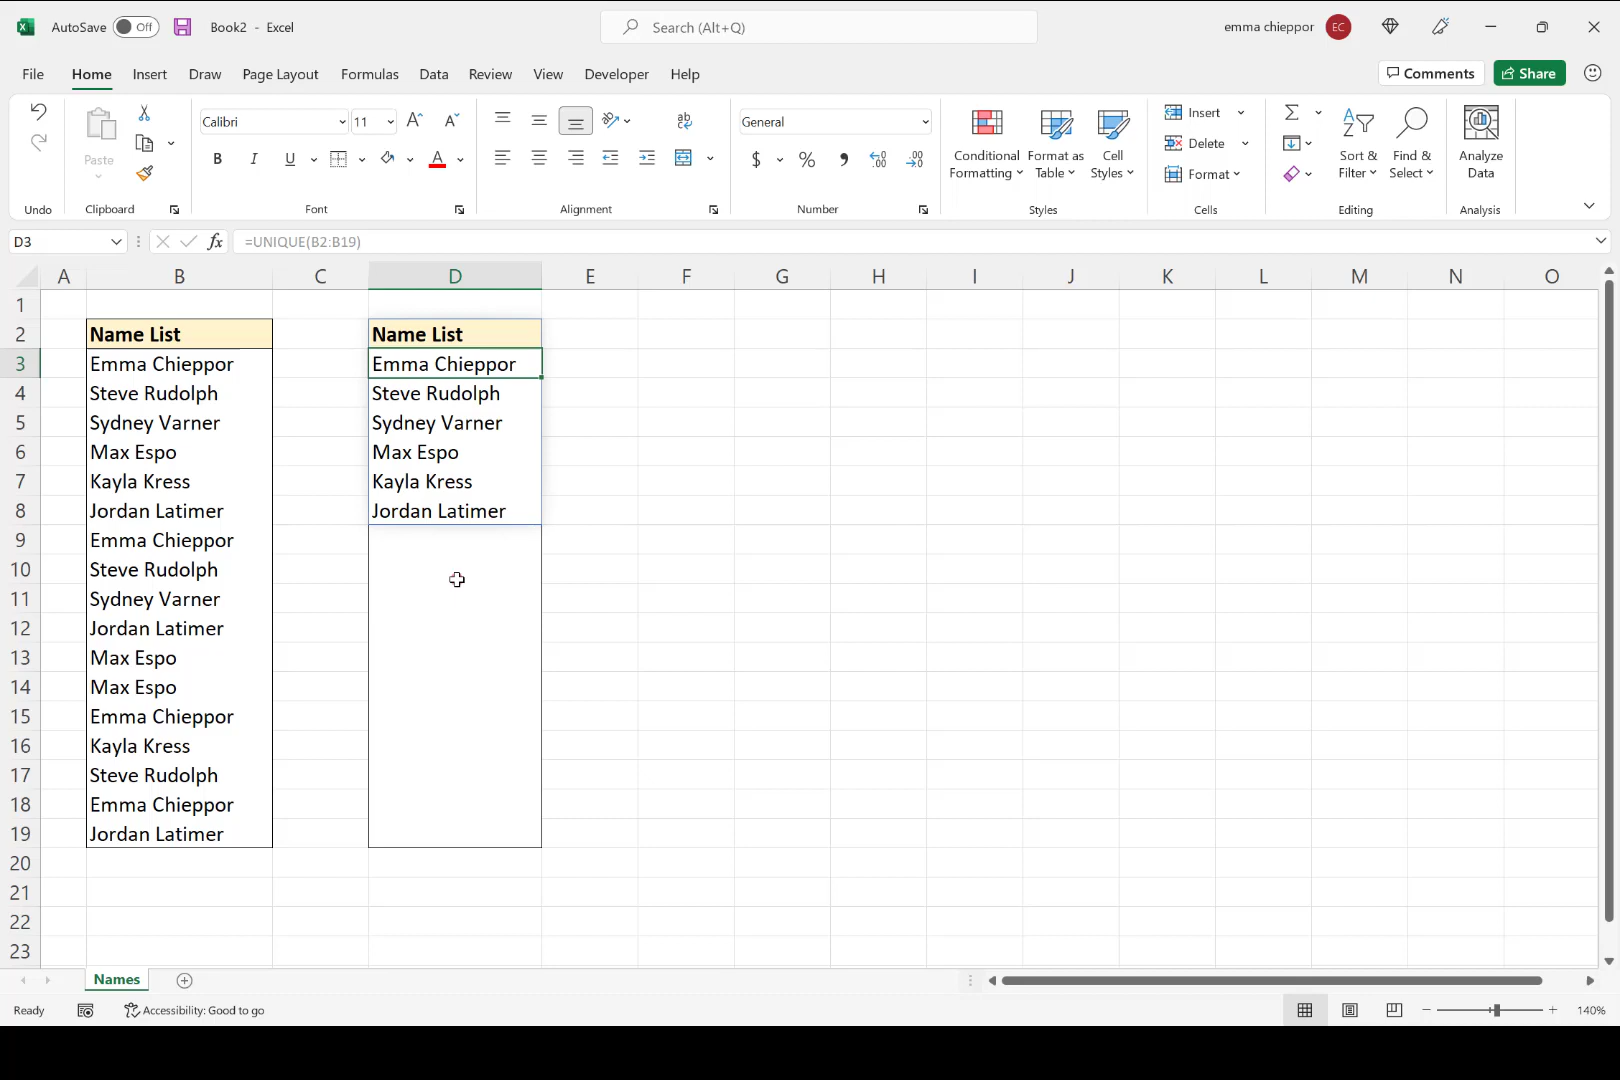 AutoSave Off Book2 - Excel Search (Alt+Q) emma chieppor EC
File Home Insert Draw Page Layout Formulas Data Review View Developer Help Comments Share
Calibri 11 General Insert
Paste Conditional Format as Cell Delete Sort & Find & Analyze
B I U A $ % Formatting Table Styles Format Filter Select Data
Undo Clipboard Font Alignment Number Styles Cells Editing Analysis
D3 fx =UNIQUE(B2:B19)
A B C D E F G H I J K L M N O
1
2 Name List Name List
3 Emma Chieppor Emma Chieppor
4 Steve Rudolph Steve Rudolph
5 Sydney Varner Sydney Varner
6 Max Espo Max Espo
7 Kayla Kress Kayla Kress
8 Jordan Latimer Jordan Latimer
9 Emma Chieppor
10 Steve Rudolph
11 Sydney Varner
12 Jordan Latimer
13 Max Espo
14 Max Espo
15 Emma Chieppor
16 Kayla Kress
17 Steve Rudolph
18 Emma Chieppor
19 Jordan Latimer
20
21
22
23
Names
Ready Accessibility: Good to go 140%